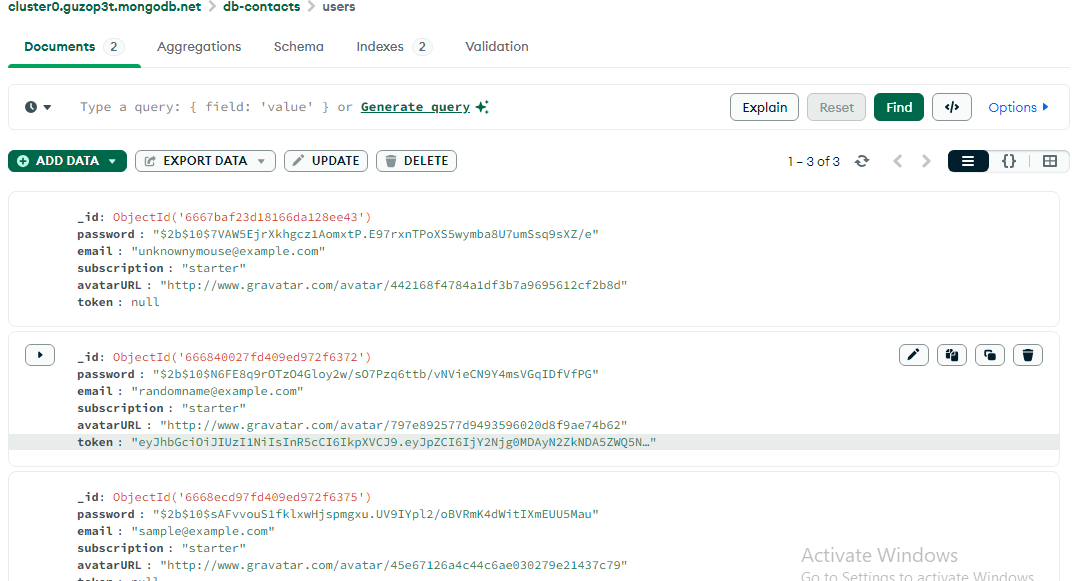 cluster0.guzop3t.mongodb.net > db-contacts > users
Documents 2 Aggregations Schema Indexes 2 Validation
Type a query: { field: 'value' } or Generate query Explain Reset Find </> Options
ADD DATA EXPORT DATA UPDATE DELETE 1 – 3 of 3 {}
_id: ObjectId('6667baf23d18166da128ee43')
password : "$2b$10$7VAW5EjrXkhgcz1AomxtP.E97rxnTPoXS5wymba8U7umSsq9sXZ/e"
email : "unknownymouse@example.com"
subscription : "starter"
avatarURL : "http://www.gravatar.com/avatar/442168f4784a1df3b7a9695612cf2b8d"
token : null
_id: ObjectId('666840027fd409ed972f6372')
password : "$2b$10$N6FE8q9rOTzO4Gloy2w/sO7Pzq6ttb/vNVieCN9Y4msVGqIDfVfPG"
email : "randomname@example.com"
subscription : "starter"
avatarURL : "http://www.gravatar.com/avatar/797e892577d9493596020d8f9ae74b62"
token : "eyJhbGciOiJIUzI1NiIsInR5cCI6IkpXVCJ9.eyJpZCI6IjY2Njg0MDAyN2ZkNDA5ZWQ5N…"
_id: ObjectId('6668ecd97fd409ed972f6375')
password : "$2b$10$sAFvvouS1fklxwHjspmgxu.UV9IYpl2/oBVRmK4dWitIXmEUU5Mau"
email : "sample@example.com"
subscription : "starter"
avatarURL : "http://www.gravatar.com/avatar/45e67126a4c44c6ae030279e21437c79"
token : null
Activate Windows
Go to Settings to activate Windows.